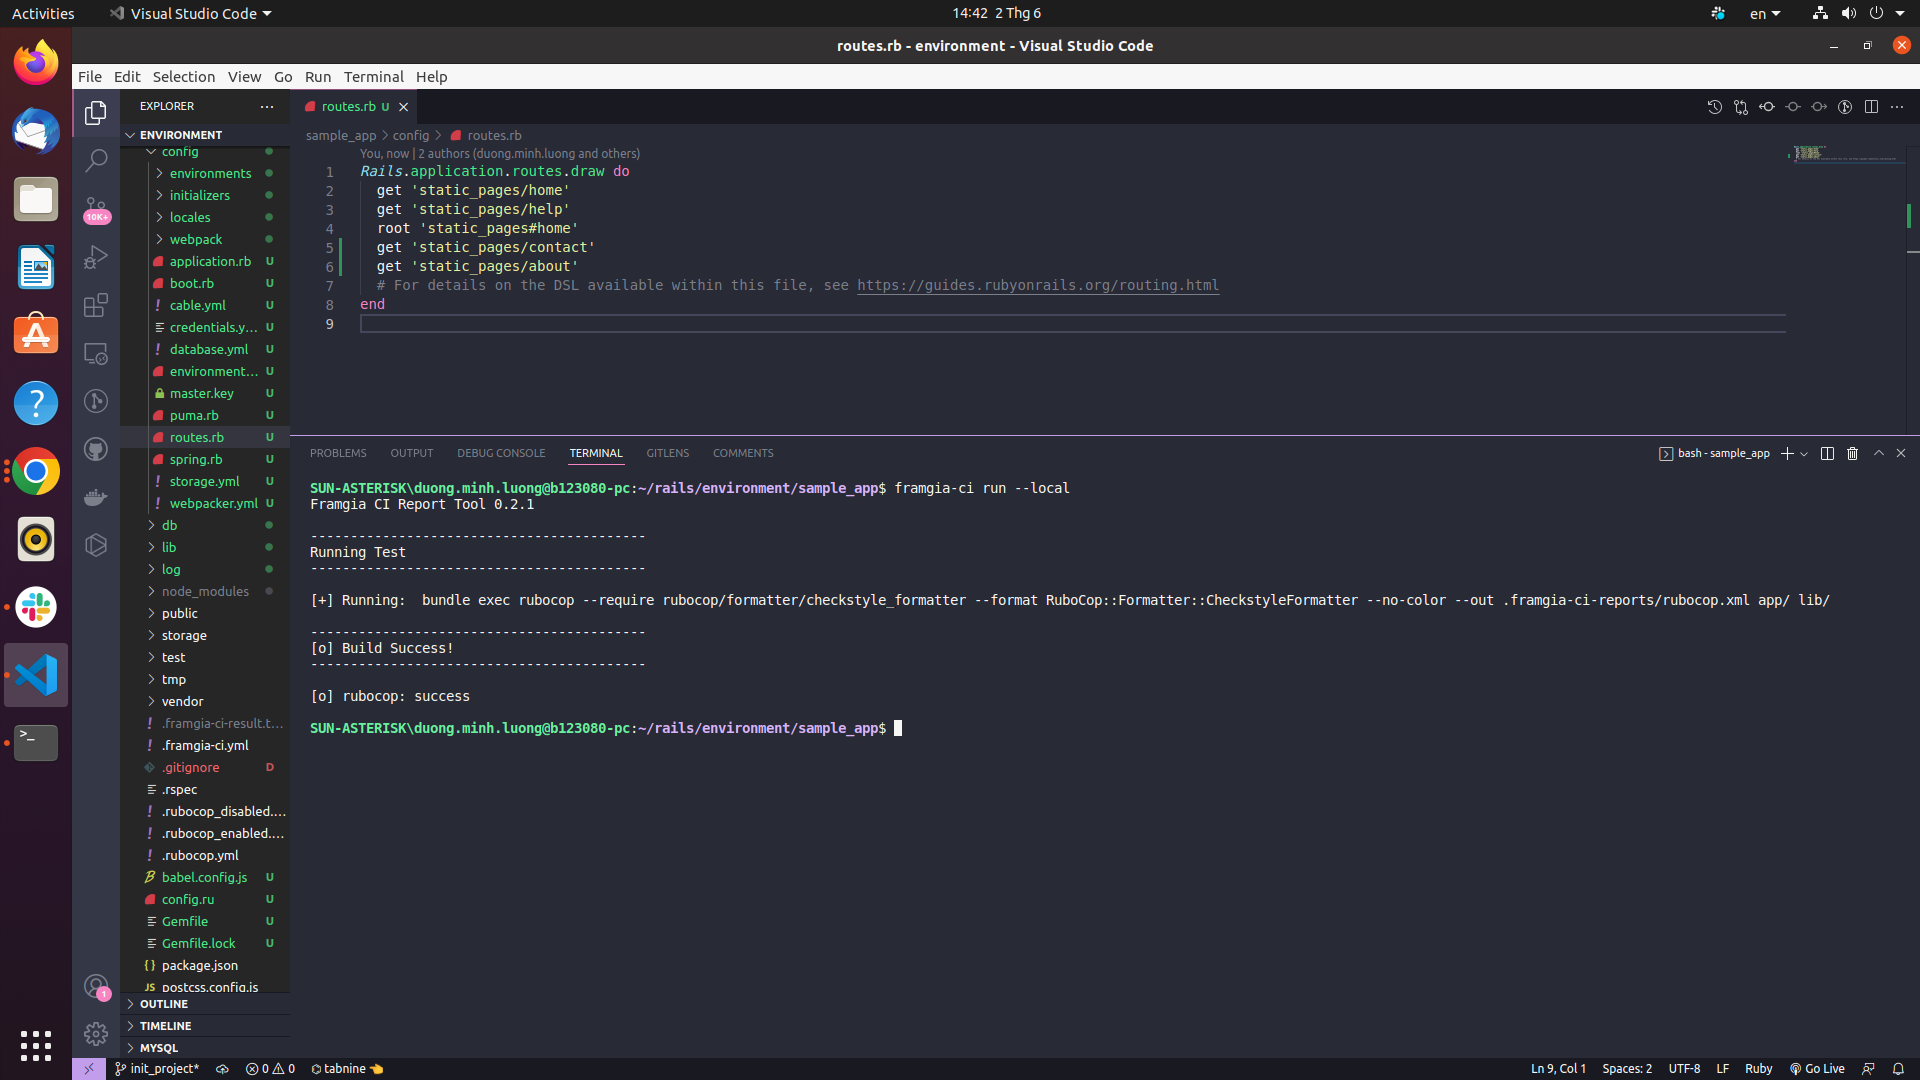 Activities
Visual Studio Code
14:42 2 Thg 6
en
routes.rb - environment - Visual Studio Code
File Edit Selection View Go Run Terminal Help
EXPLORER
ENVIRONMENT
config
environments
initializers
locales
webpack
application.rb U
boot.rb U
cable.yml U
credentials.y... U
database.yml U
environment... U
master.key U
puma.rb U
routes.rb U
spring.rb U
storage.yml U
webpacker.yml U
db
lib
log
node_modules
public
storage
test
tmp
vendor
.framgia-ci-result.t...
.framgia-ci.yml
.gitignore D
.rspec
.rubocop_disabled....
.rubocop_enabled....
.rubocop.yml
babel.config.js U
config.ru U
Gemfile U
Gemfile.lock U
package.json
postcss.config.js
OUTLINE
TIMELINE
MYSQL
10K+
1
routes.rb U
sample_app > config > routes.rb
You, now | 2 authors (duong.minh.luong and others)
1 Rails.application.routes.draw do
2 get 'static_pages/home'
3 get 'static_pages/help'
4 root 'static_pages#home'
5 get 'static_pages/contact'
6 get 'static_pages/about'
7 # For details on the DSL available within this file, see https://guides.rubyonrails.org/routing.html
8 end
9
PROBLEMS OUTPUT DEBUG CONSOLE TERMINAL GITLENS COMMENTS
bash - sample_app
SUN-ASTERISK\duong.minh.luong@b123080-pc:~/rails/environment/sample_app$ framgia-ci run --local
Framgia CI Report Tool 0.2.1
------------------------------------------
Running Test
------------------------------------------
[+] Running:  bundle exec rubocop --require rubocop/formatter/checkstyle_formatter --format RuboCop::Formatter::CheckstyleFormatter --no-color --out .framgia-ci-reports/rubocop.xml app/ lib/
------------------------------------------
[o] Build Success!
------------------------------------------
[o] rubocop: success
SUN-ASTERISK\duong.minh.luong@b123080-pc:~/rails/environment/sample_app$
init_project* 0 0 tabnine
Ln 9, Col 1 Spaces: 2 UTF-8 LF Ruby Go Live